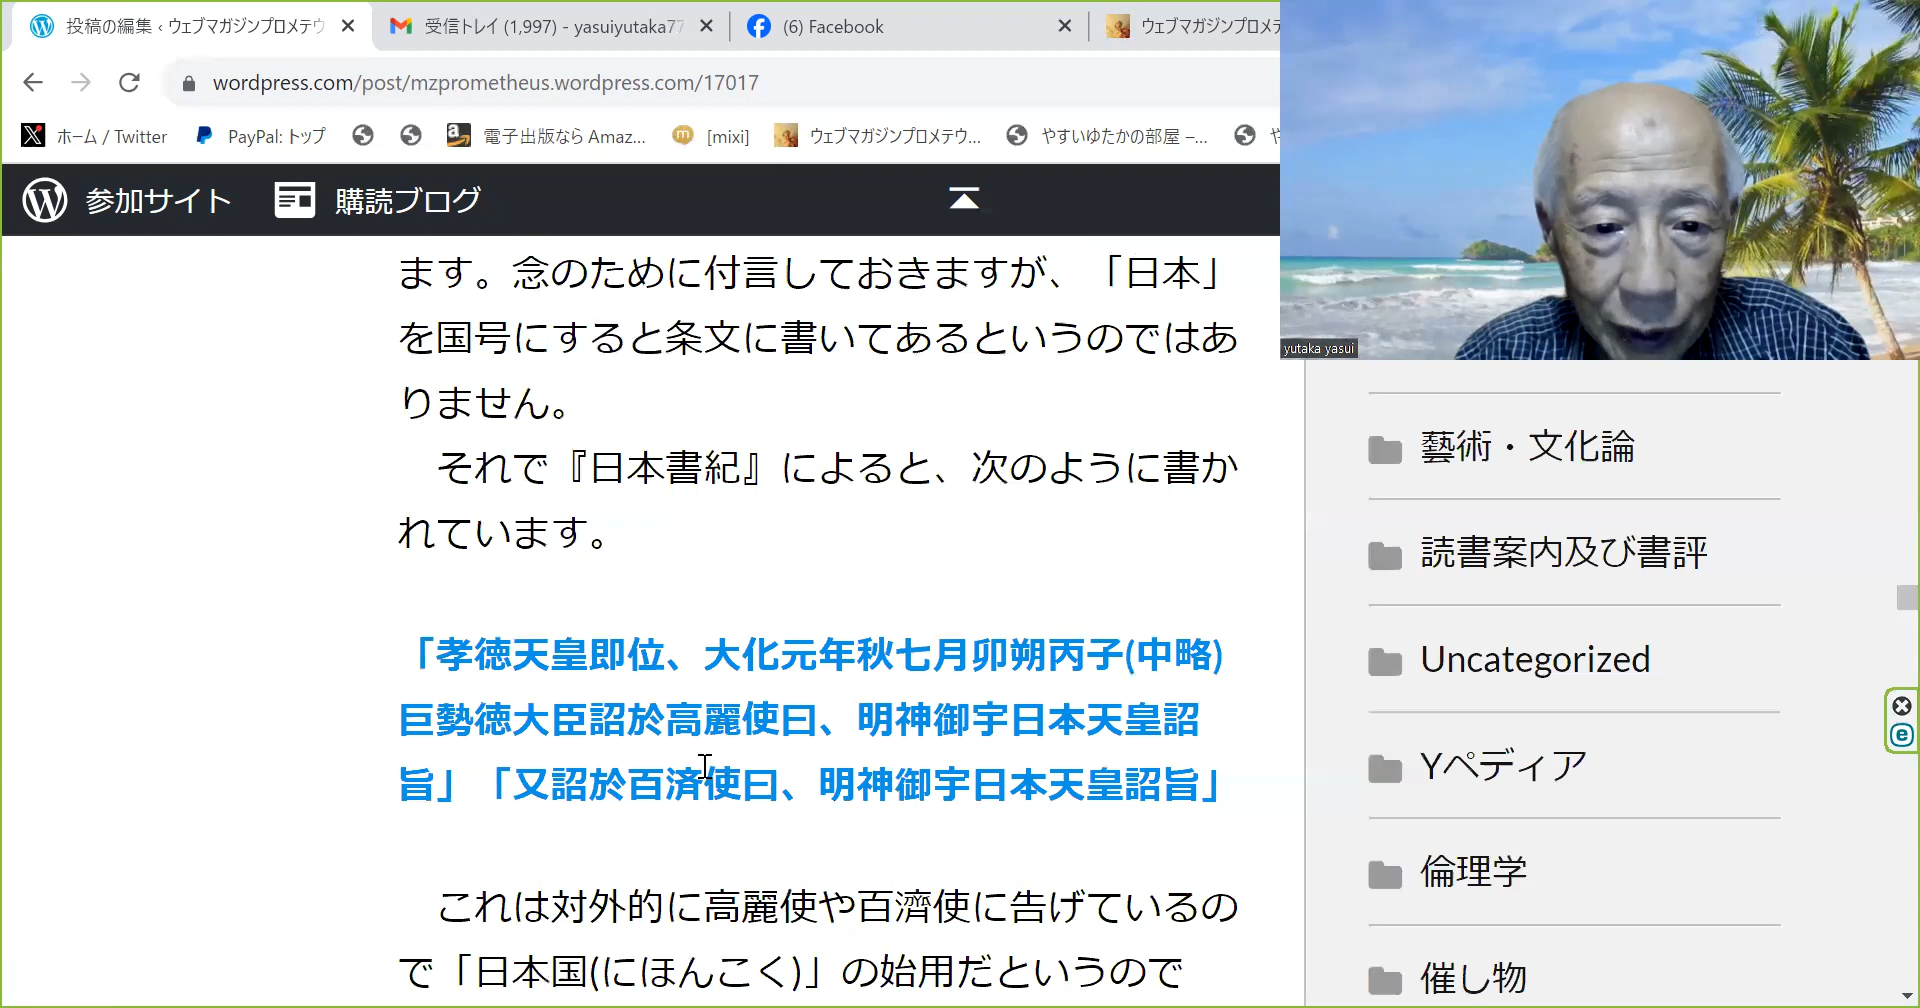 投稿の編集 ‹ ウェブマガジンプロメテウ
受信トレイ (1,997) - yasuiyutaka77
(6) Facebook
ウェブマガジンプロメ
wordpress.com/post/mzprometheus.wordpress.com/17017
ホーム / Twitter
PayPal: トップ
電子出版なら Amaz...
[mixi]
ウェブマガジンプロメテウ...
やすいゆたかの部屋 –...
や
参加サイト
購読ブログ
yutaka yasui
ます。念のために付言しておきますが、「日本」
を国号にすると条文に書いてあるというのではあ
りません。
それで『日本書紀』によると、次のように書か
れています。
「孝徳天皇即位、大化元年秋七月卯朔丙子(中略)
巨勢徳大臣詔於高麗使曰、明神御宇日本天皇詔
旨」「又詔於百済使曰、明神御宇日本天皇詔旨」
これは対外的に高麗使や百濟使に告げているの
で「日本国(にほんこく)」の始用だというので
藝術・文化論
読書案内及び書評
Uncategorized
Yペディア
倫理学
催し物